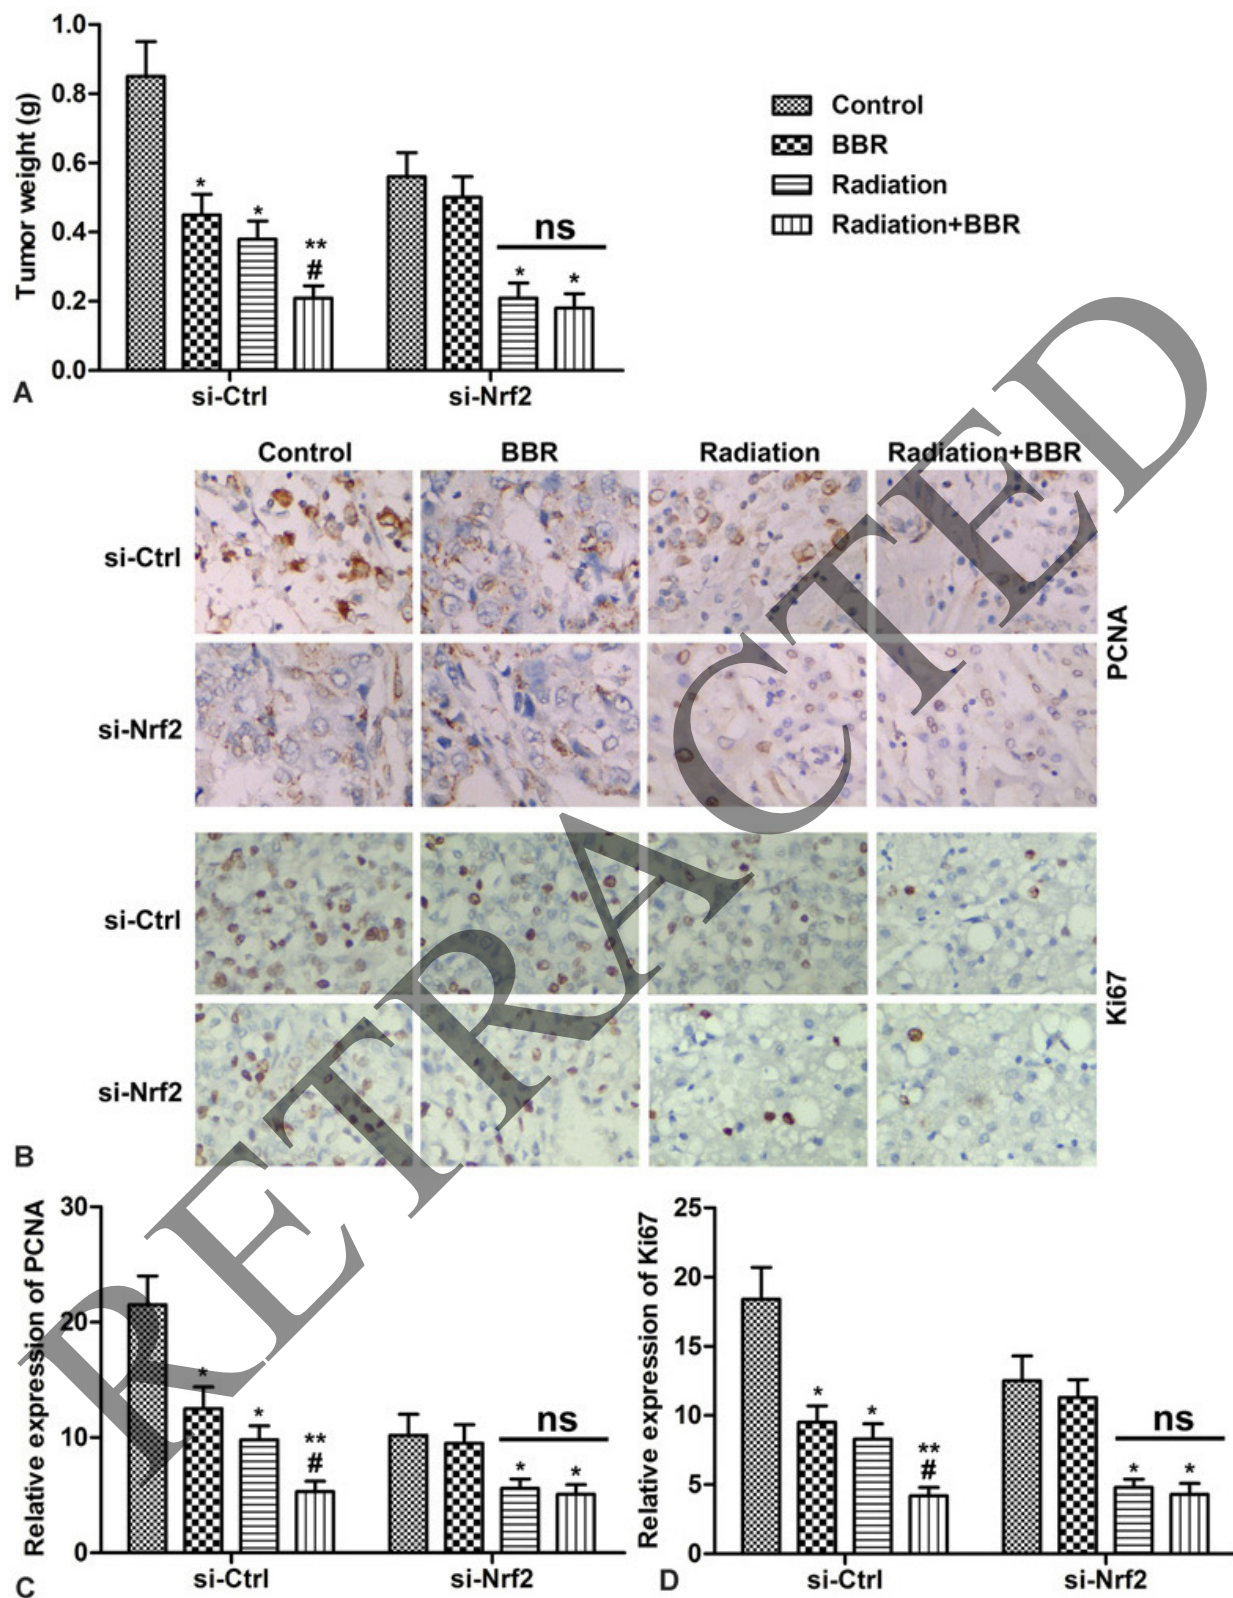 1.0
0.8
0.6
0.4
0.2
0.0
Tumor weight (g)
*
*
**
#
ns
*
*
si-Ctrl
si-Nrf2
A
Control
BBR
Radiation
Radiation+BBR
Control
BBR
Radiation
Radiation+BBR
si-Ctrl
si-Nrf2
PCNA
si-Ctrl
si-Nrf2
Ki67
B
RETRACTED
30
20
10
0
Relative expression of PCNA
*
*
**
#
ns
*
*
si-Ctrl
si-Nrf2
C
25
20
15
10
5
0
Relative expression of Ki67
*
*
**
#
ns
*
*
si-Ctrl
si-Nrf2
D